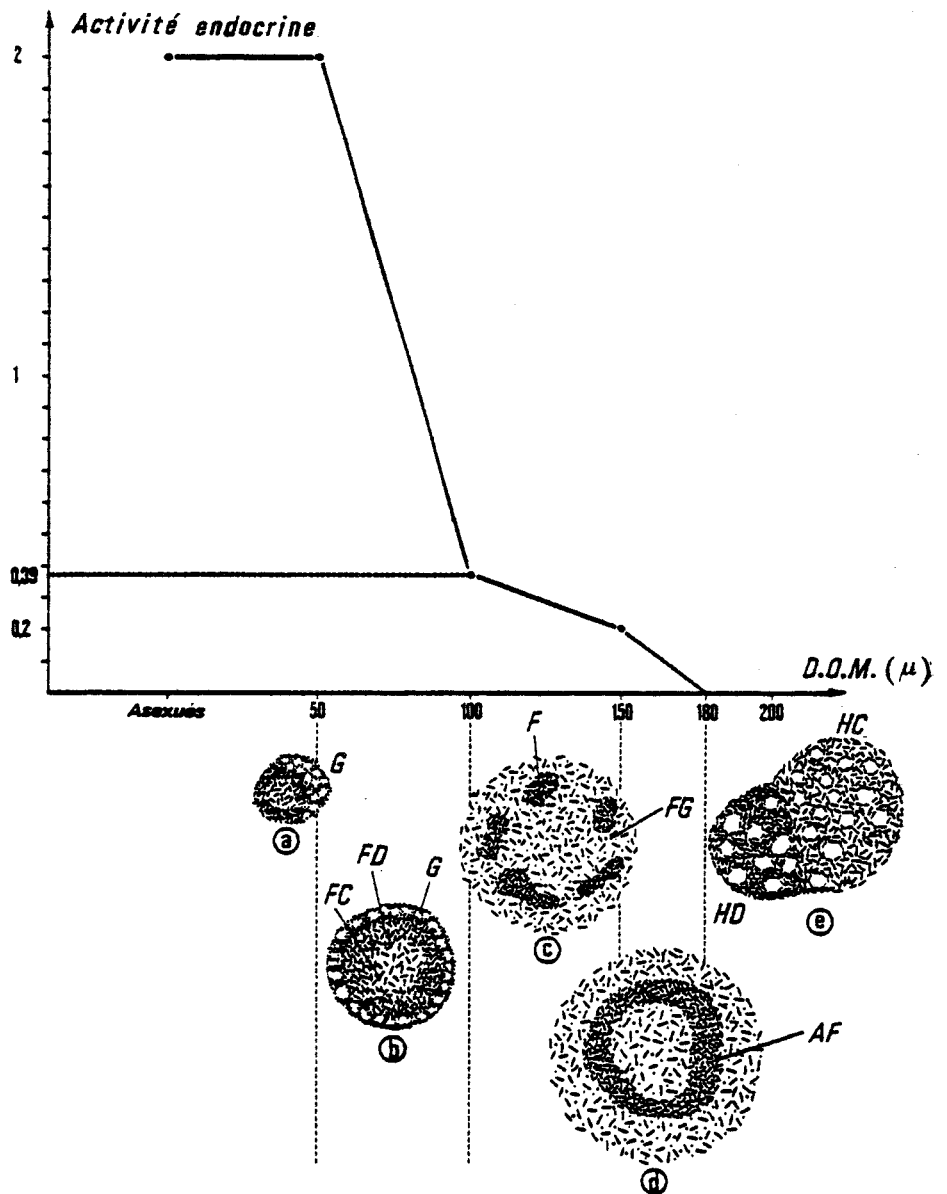 Activité endocrine
2
1
0,39
0,2
D.O.M. (μ)
Asexués 50 100 150 180 200
F
HC
G
FG
a
FD
G
FC
HD
e
c
b
AF
d